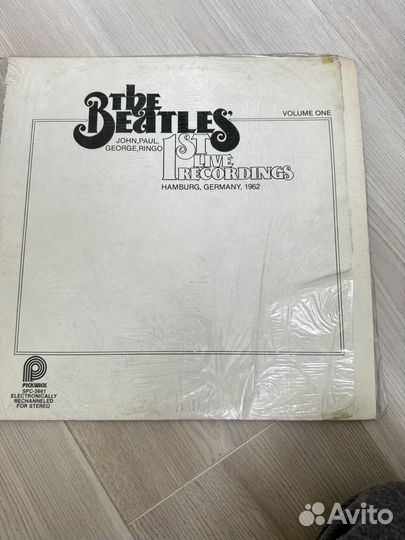 the
BEATLES'
VOLUME ONE
JOHN, PAUL,
GEORGE, RINGO
1ST
LIVE
RECORDINGS
HAMBURG, GERMANY, 1962
P
PICKWICK
SPC-3661
ELECTRONICALLY
RECHANNELED
FOR STEREO
Avito